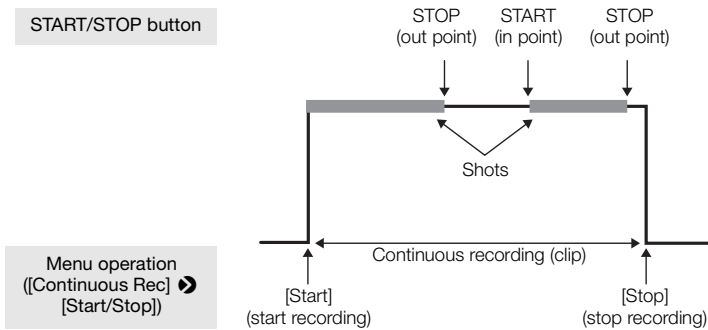 START/STOP button
STOP
(out point)
START
(in point)
STOP
(out point)
Shots
Continuous recording (clip)
Menu operation
([Continuous Rec] ❯
[Start/Stop])
[Start]
(start recording)
[Stop]
(stop recording)